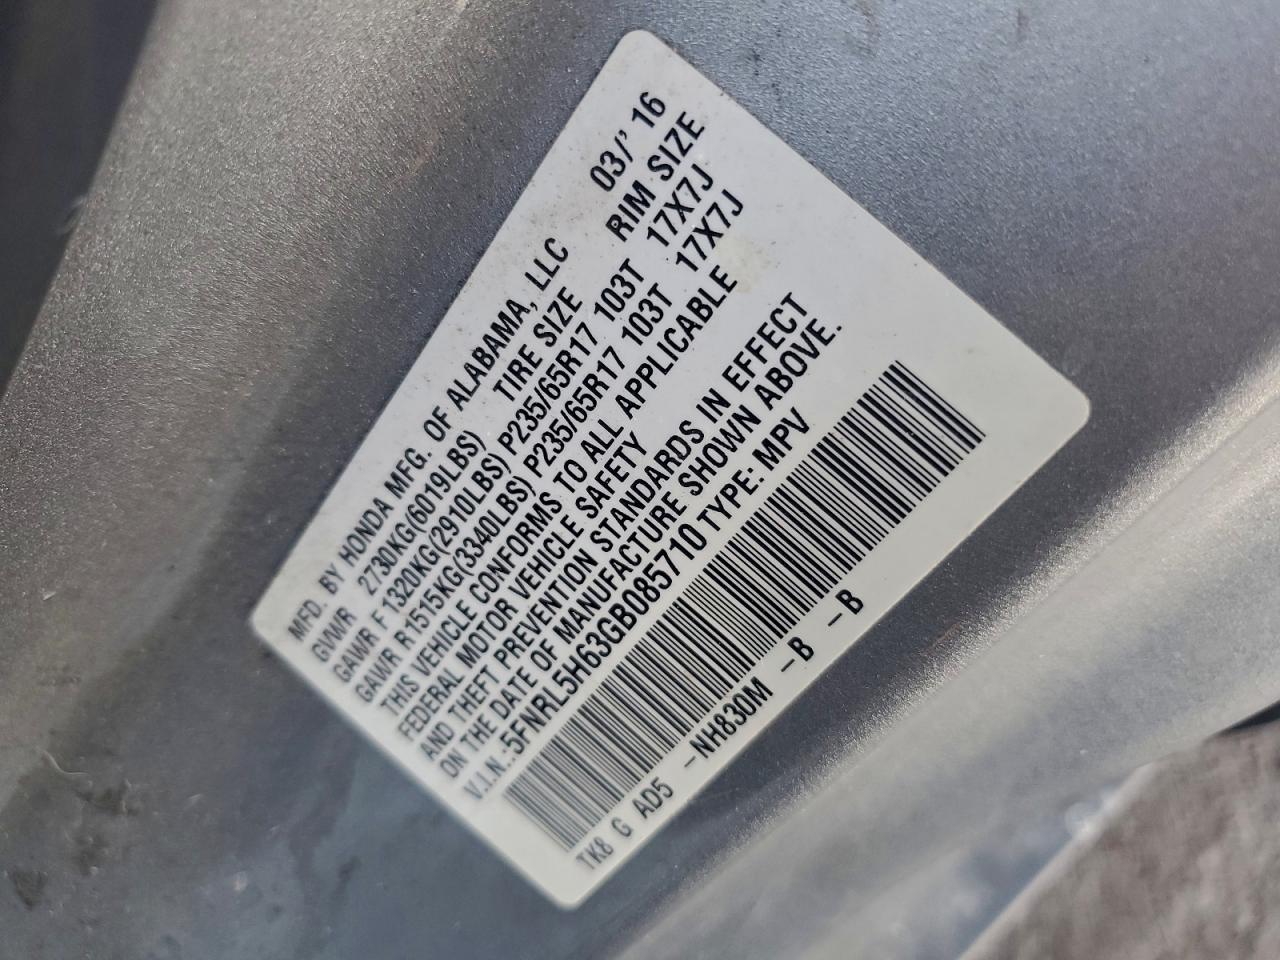 MFD. BY HONDA MFG. OF ALABAMA, LLC 03/' 16
GVWR 2730KG(6019LBS) TIRE SIZE RIM SIZE
GAWR F1320KG(2910LBS) P235/65R17 103T 17X7J
GAWR R1515KG(3340LBS) P235/65R17 103T 17X7J
THIS VEHICLE CONFORMS TO ALL APPLICABLE
FEDERAL MOTOR VEHICLE SAFETY
AND THEFT PREVENTION STANDARDS IN EFFECT
ON THE DATE OF MANUFACTURE SHOWN ABOVE.
V.I.N.:5FNRL5H63GB085710 TYPE: MPV
TK8 G AD5 -NH830M -B -B